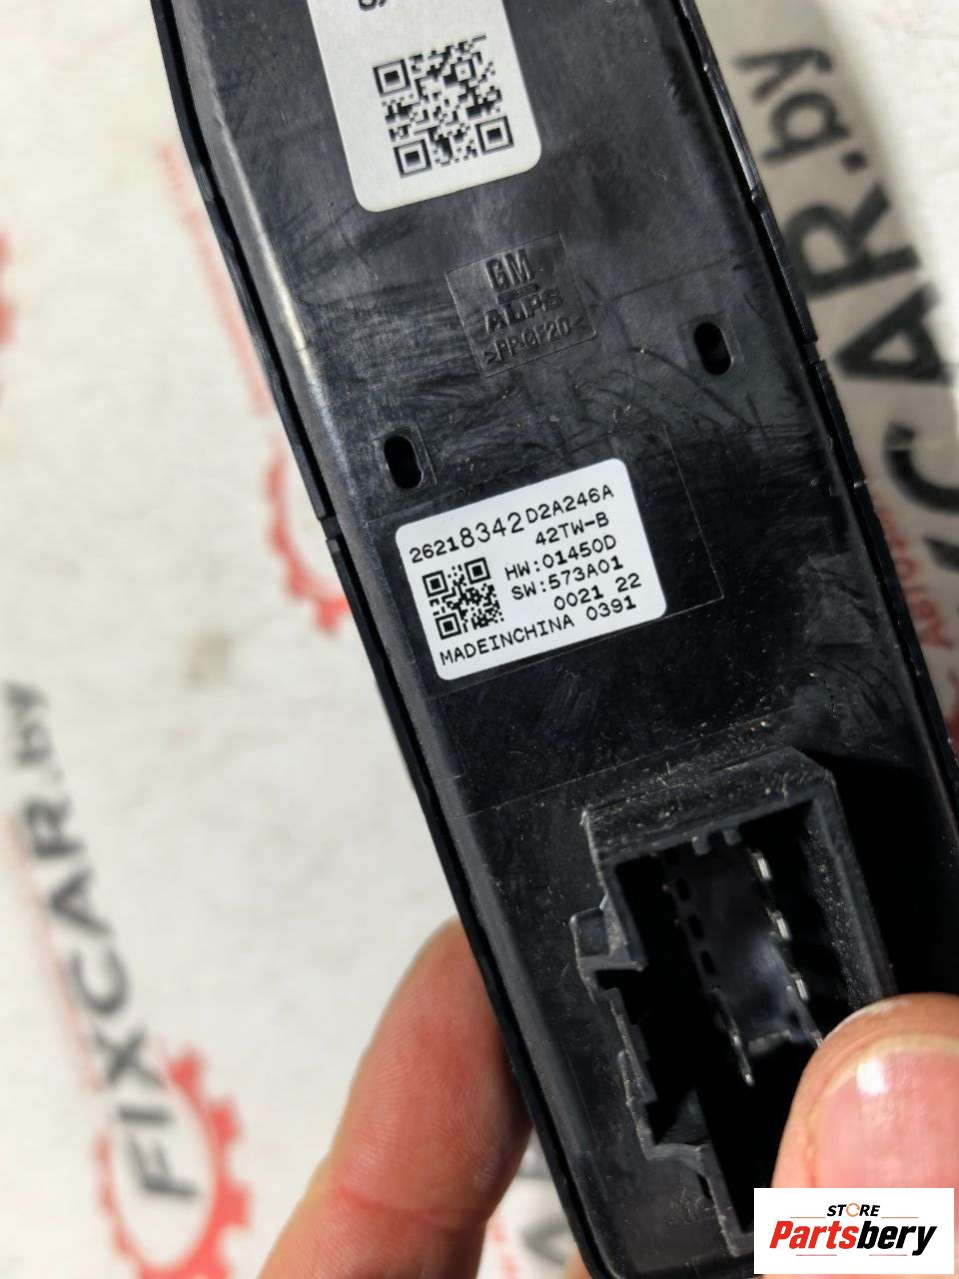 GM
ALPS
26218342 D2A246A
42TW-B
HW:01450D
SW:573A01
0021 22
MADEINCHINA 0391
FIXCAR.by
FIXCAR.by
STORE
Partsbery